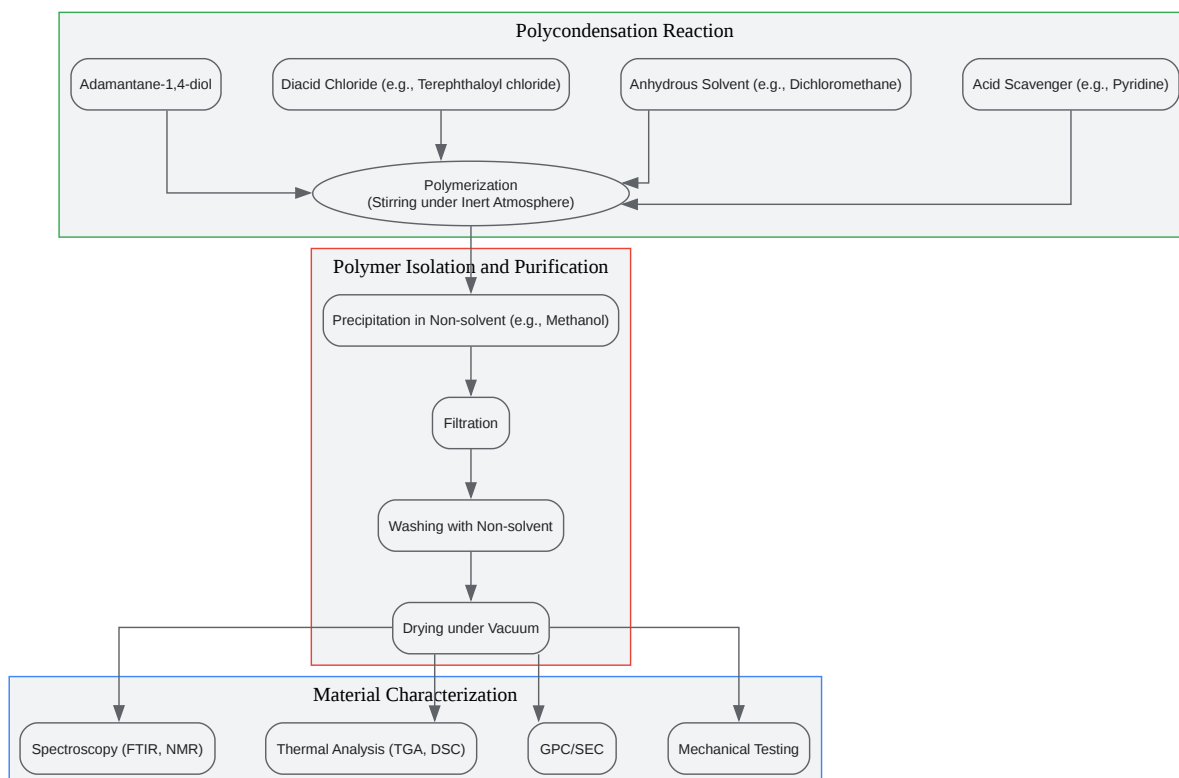 Polycondensation Reaction
Adamantane-1,4-diol
Diacid Chloride (e.g., Terephthaloyl chloride)
Anhydrous Solvent (e.g., Dichloromethane)
Acid Scavenger (e.g., Pyridine)
Polymerization
(Stirring under Inert Atmosphere)
Polymer Isolation and Purification
Precipitation in Non-solvent (e.g., Methanol)
Filtration
Washing with Non-solvent
Drying under Vacuum
Material Characterization
Spectroscopy (FTIR, NMR)
Thermal Analysis (TGA, DSC)
GPC/SEC
Mechanical Testing